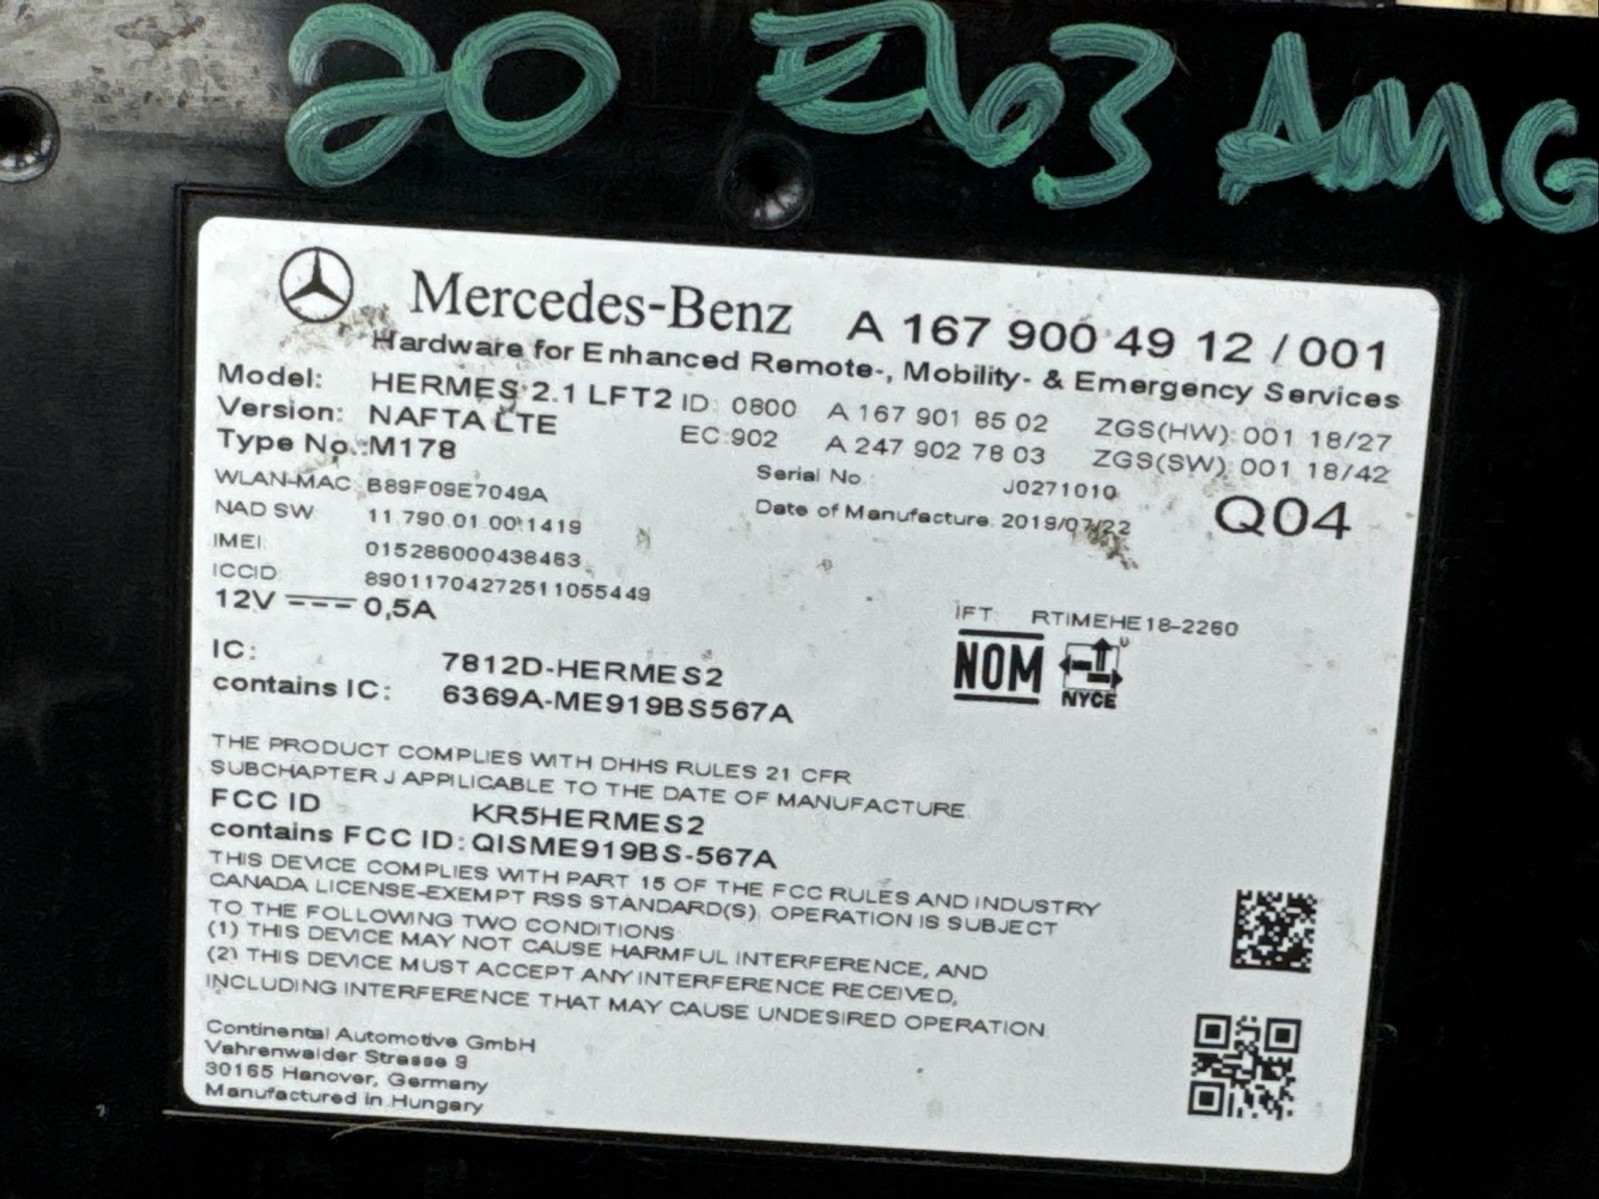 20 E63 AMG
Mercedes-Benz A 167 900 49 12 / 001
Hardware for Enhanced Remote-, Mobility- & Emergency Services
Model: HERMES 2.1 LFT2 ID: 0800 A 167 901 85 02 ZGS(HW): 001 18/27
Version: NAFTA LTE EC: 902 A 247 902 78 03 ZGS(SW): 001 18/42
Type No.: M178
WLAN-MAC: B89F09E7049A Serial No.: J0271010 Q04
NAD SW: 11.790.01.00.1419 Date of Manufacture: 2019/07/22
IMEI: 015286000438463
ICCID: 89011704272511055449
12V 0,5A
IFT: RTIMEHE18-2260
NOM NYCE
IC: 7812D-HERMES2
contains IC: 6369A-ME919BS567A
THE PRODUCT COMPLIES WITH DHHS RULES 21 CFR
SUBCHAPTER J APPLICABLE TO THE DATE OF MANUFACTURE.
FCC ID KR5HERMES2
contains FCC ID: QISME919BS-567A
THIS DEVICE COMPLIES WITH PART 15 OF THE FCC RULES AND INDUSTRY
CANADA LICENSE-EXEMPT RSS STANDARD(S). OPERATION IS SUBJECT
TO THE FOLLOWING TWO CONDITIONS:
(1) THIS DEVICE MAY NOT CAUSE HARMFUL INTERFERENCE, AND
(2) THIS DEVICE MUST ACCEPT ANY INTERFERENCE RECEIVED,
INCLUDING INTERFERENCE THAT MAY CAUSE UNDESIRED OPERATION.
Continental Automotive GmbH
Vahrenwalder Strasse 9
30165 Hanover, Germany
Manufactured in Hungary